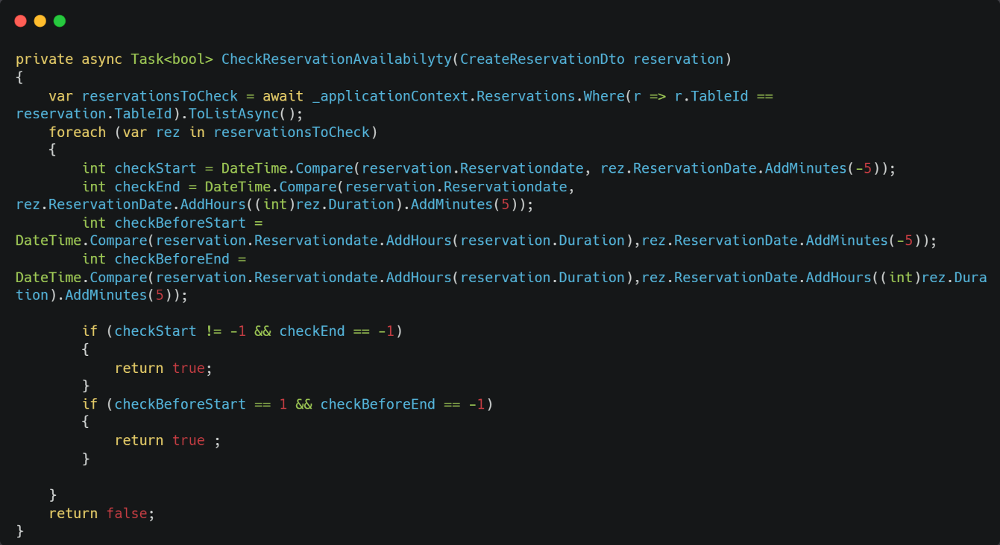 private async Task<bool> CheckReservationAvailabilyty(CreateReservationDto reservation)
{
    var reservationsToCheck = await _applicationContext.Reservations.Where(r => r.TableId ==
reservation.TableId).ToListAsync();
    foreach (var rez in reservationsToCheck)
    {
        int checkStart = DateTime.Compare(reservation.Reservationdate, rez.ReservationDate.AddMinutes(-5));
        int checkEnd = DateTime.Compare(reservation.Reservationdate,
rez.ReservationDate.AddHours((int)rez.Duration).AddMinutes(5));
        int checkBeforeStart =
DateTime.Compare(reservation.Reservationdate.AddHours(reservation.Duration),rez.ReservationDate.AddMinutes(-5));
        int checkBeforeEnd =
DateTime.Compare(reservation.Reservationdate.AddHours(reservation.Duration),rez.ReservationDate.AddHours((int)rez.Dura
tion).AddMinutes(5));

        if (checkStart != -1 && checkEnd == -1)
        {
            return true;
        }
        if (checkBeforeStart == 1 && checkBeforeEnd == -1)
        {
            return true ;
        }

    }
    return false;
}